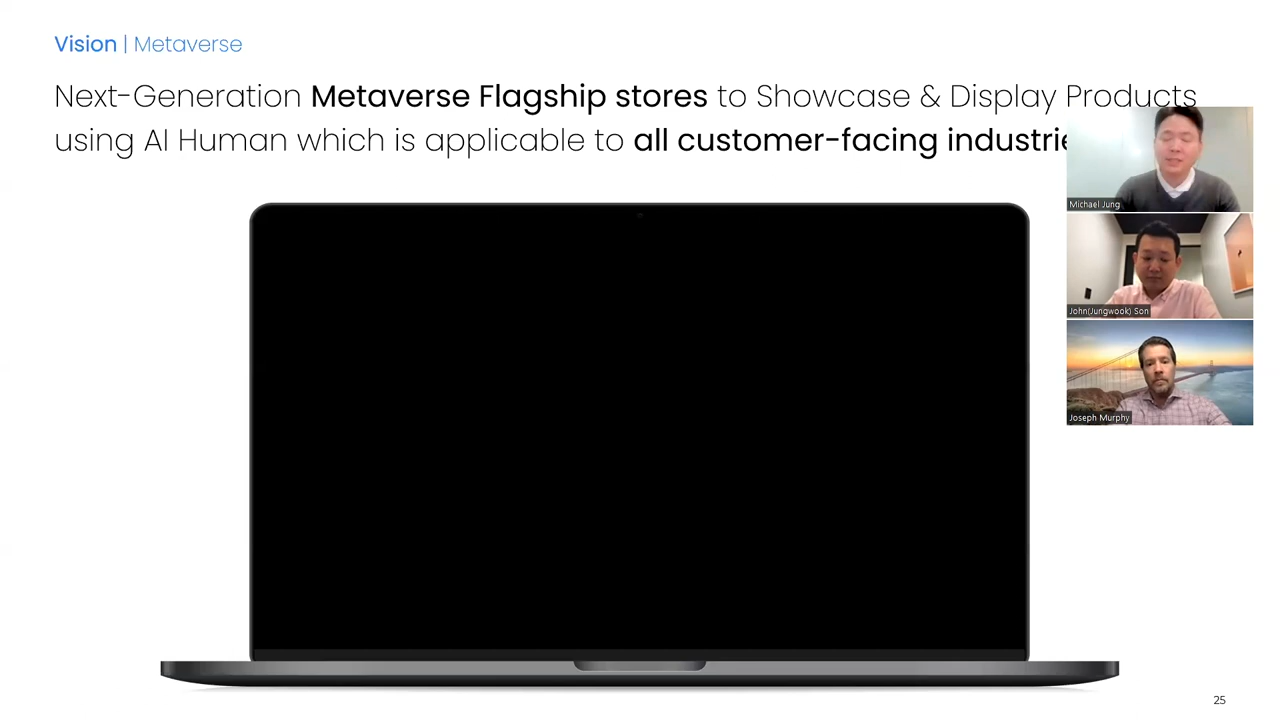 Vision | Metaverse
Next-Generation Metaverse Flagship stores to Showcase & Display Products
using AI Human which is applicable to all customer-facing
Michael Jung
John(Jungwook) Son
Joseph Murphy
25